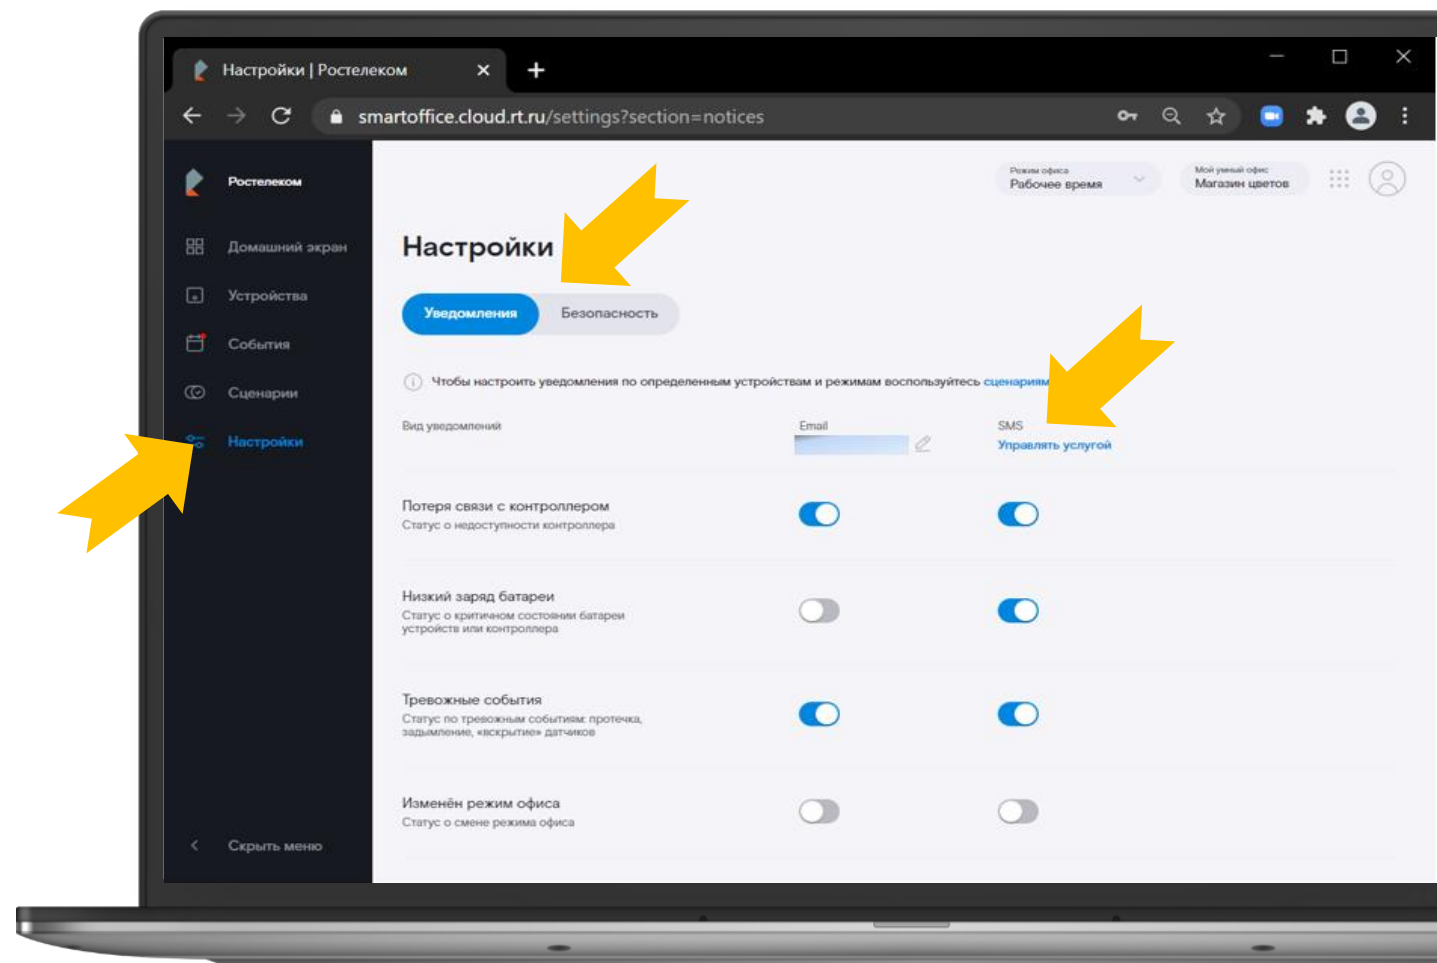 Настройки | Ростелеком
smartoffice.cloud.rt.ru/settings?section=notices
Ростелеком
Режим офиса
Рабочее время
Мой умный офис
Магазин цветов
Домашний экран
Устройства
События
Сценарии
Настройки
Скрыть меню
Настройки
Уведомления
Безопасность
Чтобы настроить уведомления по определенным устройствам и режимам воспользуйтесь сценариям
Вид уведомлений
Email
SMS
Управлять услугой
Потеря связи с контроллером
Статус о недоступности контроллера
Низкий заряд батареи
Статус о критичном состоянии батареи
устройств или контроллера
Тревожные события
Статус по тревожным событиям: протечка,
задымление, «вскрытие» датчиков
Изменён режим офиса
Статус о смене режима офиса